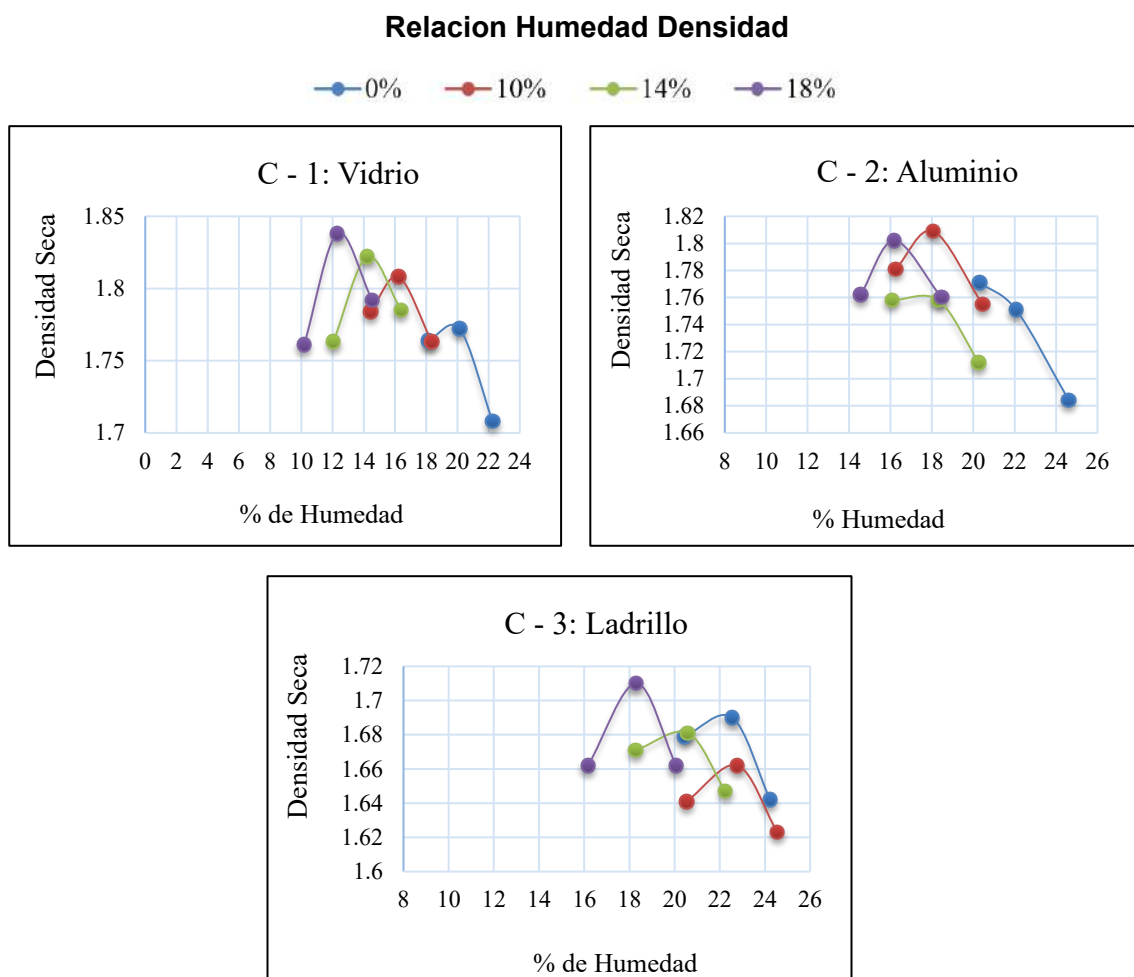 Relacion Humedad Densidad
0% 10% 14% 18%
C - 1: Vidrio
Densidad Seca
1.85
1.8
1.75
1.7
0 2 4 6 8 10 12 14 16 18 20 22 24
% de Humedad
C - 2: Aluminio
Densidad Seca
1.82
1.8
1.78
1.76
1.74
1.72
1.7
1.68
1.66
8 10 12 14 16 18 20 22 24 26
% Humedad
C - 3: Ladrillo
Densidad Seca
1.72
1.7
1.68
1.66
1.64
1.62
1.6
8 10 12 14 16 18 20 22 24 26
% de Humedad